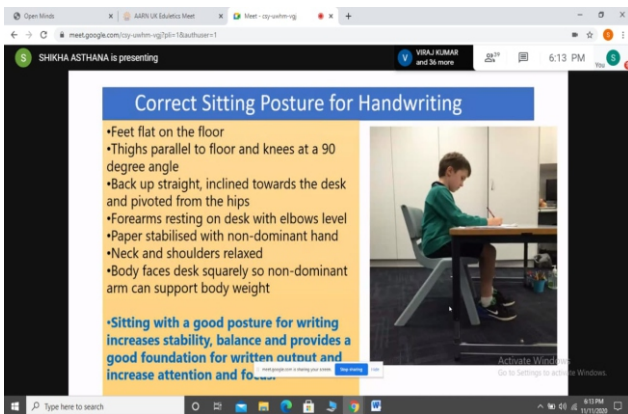 Open Minds
AARN UK Eduletics Meet
Meet - csy-uwhm-vgj
meet.google.com/csy-uwhm-vgj?pli=1&authuser=1
S SHIKHA ASTHANA is presenting
V VIRAJ KUMAR
and 36 more
39
6:13 PM
You
S
Correct Sitting Posture for Handwriting
•Feet flat on the floor
•Thighs parallel to floor and knees at a 90
degree angle
•Back up straight, inclined towards the desk
and pivoted from the hips
•Forearms resting on desk with elbows level
•Paper stabilised with non-dominant hand
•Neck and shoulders relaxed
•Body faces desk squarely so non-dominant
arm can support body weight
•Sitting with a good posture for writing
increases stability, balance and provides a
good foundation for written output and
increase attention and focus.
meet.google.com is sharing your screen. Stop sharing Hide
Activate Windows
Go to Settings to activate Windows.
Type here to search
6:13 PM
11/11/2020